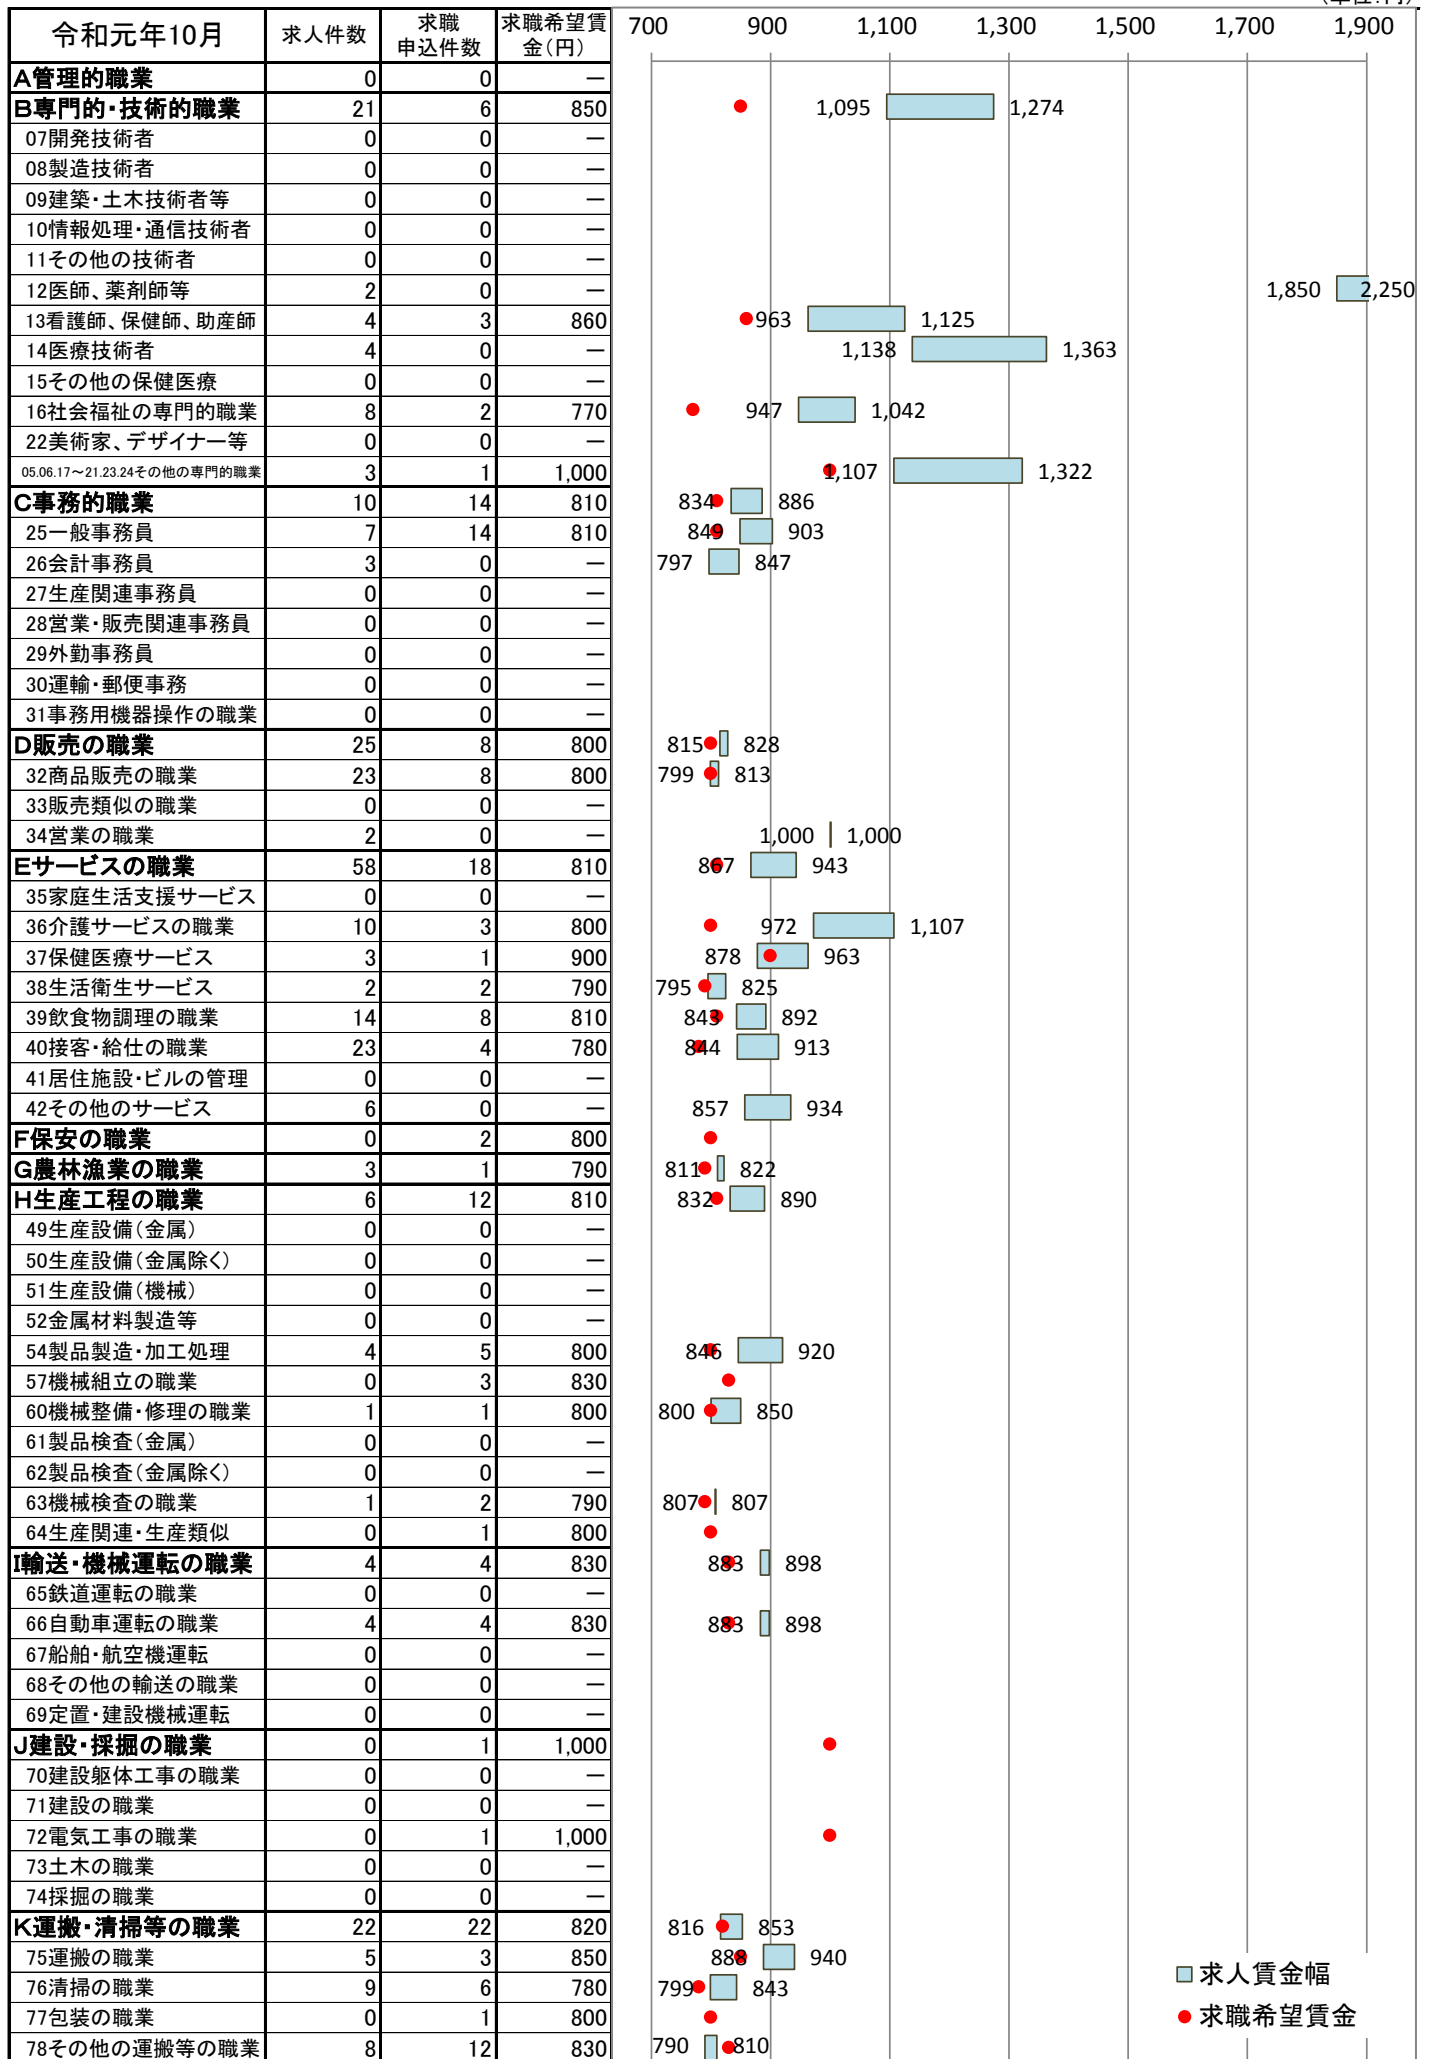 令和元年10月 求人件数 求職申込件数 求職希望賃金(円) 700 900 1,100 1,300 1,500 1,700 1,900
A管理的職業 0 0 －
B専門的・技術的職業 21 6 850 1,095 1,274
07開発技術者 0 0 －
08製造技術者 0 0 －
09建築・土木技術者等 0 0 －
10情報処理・通信技術者 0 0 －
11その他の技術者 0 0 －
12医師、薬剤師等 2 0 － 1,850 2,250
13看護師、保健師、助産師 4 3 860 963 1,125
14医療技術者 4 0 － 1,138 1,363
15その他の保健医療 0 0 －
16社会福祉の専門的職業 8 2 770 947 1,042
22美術家、デザイナー等 0 0 －
05.06.17～21.23.24その他の専門的職業 3 1 1,000 1,107 1,322
C事務的職業 10 14 810 834 886
25一般事務員 7 14 810 849 903
26会計事務員 3 0 － 797 847
27生産関連事務員 0 0 －
28営業・販売関連事務員 0 0 －
29外勤事務員 0 0 －
30運輸・郵便事務 0 0 －
31事務用機器操作の職業 0 0 －
D販売の職業 25 8 800 815 828
32商品販売の職業 23 8 800 799 813
33販売類似の職業 0 0 －
34営業の職業 2 0 － 1,000 1,000
Eサービスの職業 58 18 810 867 943
35家庭生活支援サービス 0 0 －
36介護サービスの職業 10 3 800 972 1,107
37保健医療サービス 3 1 900 878 963
38生活衛生サービス 2 2 790 795 825
39飲食物調理の職業 14 8 810 843 892
40接客・給仕の職業 23 4 780 844 913
41居住施設・ビルの管理 0 0 －
42その他のサービス 6 0 － 857 934
F保安の職業 0 2 800
G農林漁業の職業 3 1 790 811 822
H生産工程の職業 6 12 810 832 890
49生産設備(金属) 0 0 －
50生産設備(金属除く) 0 0 －
51生産設備(機械) 0 0 －
52金属材料製造等 0 0 －
54製品製造・加工処理 4 5 800 846 920
57機械組立の職業 0 3 830
60機械整備・修理の職業 1 1 800 800 850
61製品検査(金属) 0 0 －
62製品検査(金属除く) 0 0 －
63機械検査の職業 1 2 790 807 807
64生産関連・生産類似 0 1 800
I輸送・機械運転の職業 4 4 830 883 898
65鉄道運転の職業 0 0 －
66自動車運転の職業 4 4 830 883 898
67船舶・航空機運転 0 0 －
68その他の輸送の職業 0 0 －
69定置・建設機械運転 0 0 －
J建設・採掘の職業 0 1 1,000
70建設躯体工事の職業 0 0 －
71建設の職業 0 0 －
72電気工事の職業 0 1 1,000
73土木の職業 0 0 －
74採掘の職業 0 0 －
K運搬・清掃等の職業 22 22 820 816 853
75運搬の職業 5 3 850 888 940
76清掃の職業 9 6 780 799 843
77包装の職業 0 1 800
78その他の運搬等の職業 8 12 830 790 810
求人賃金幅
求職希望賃金